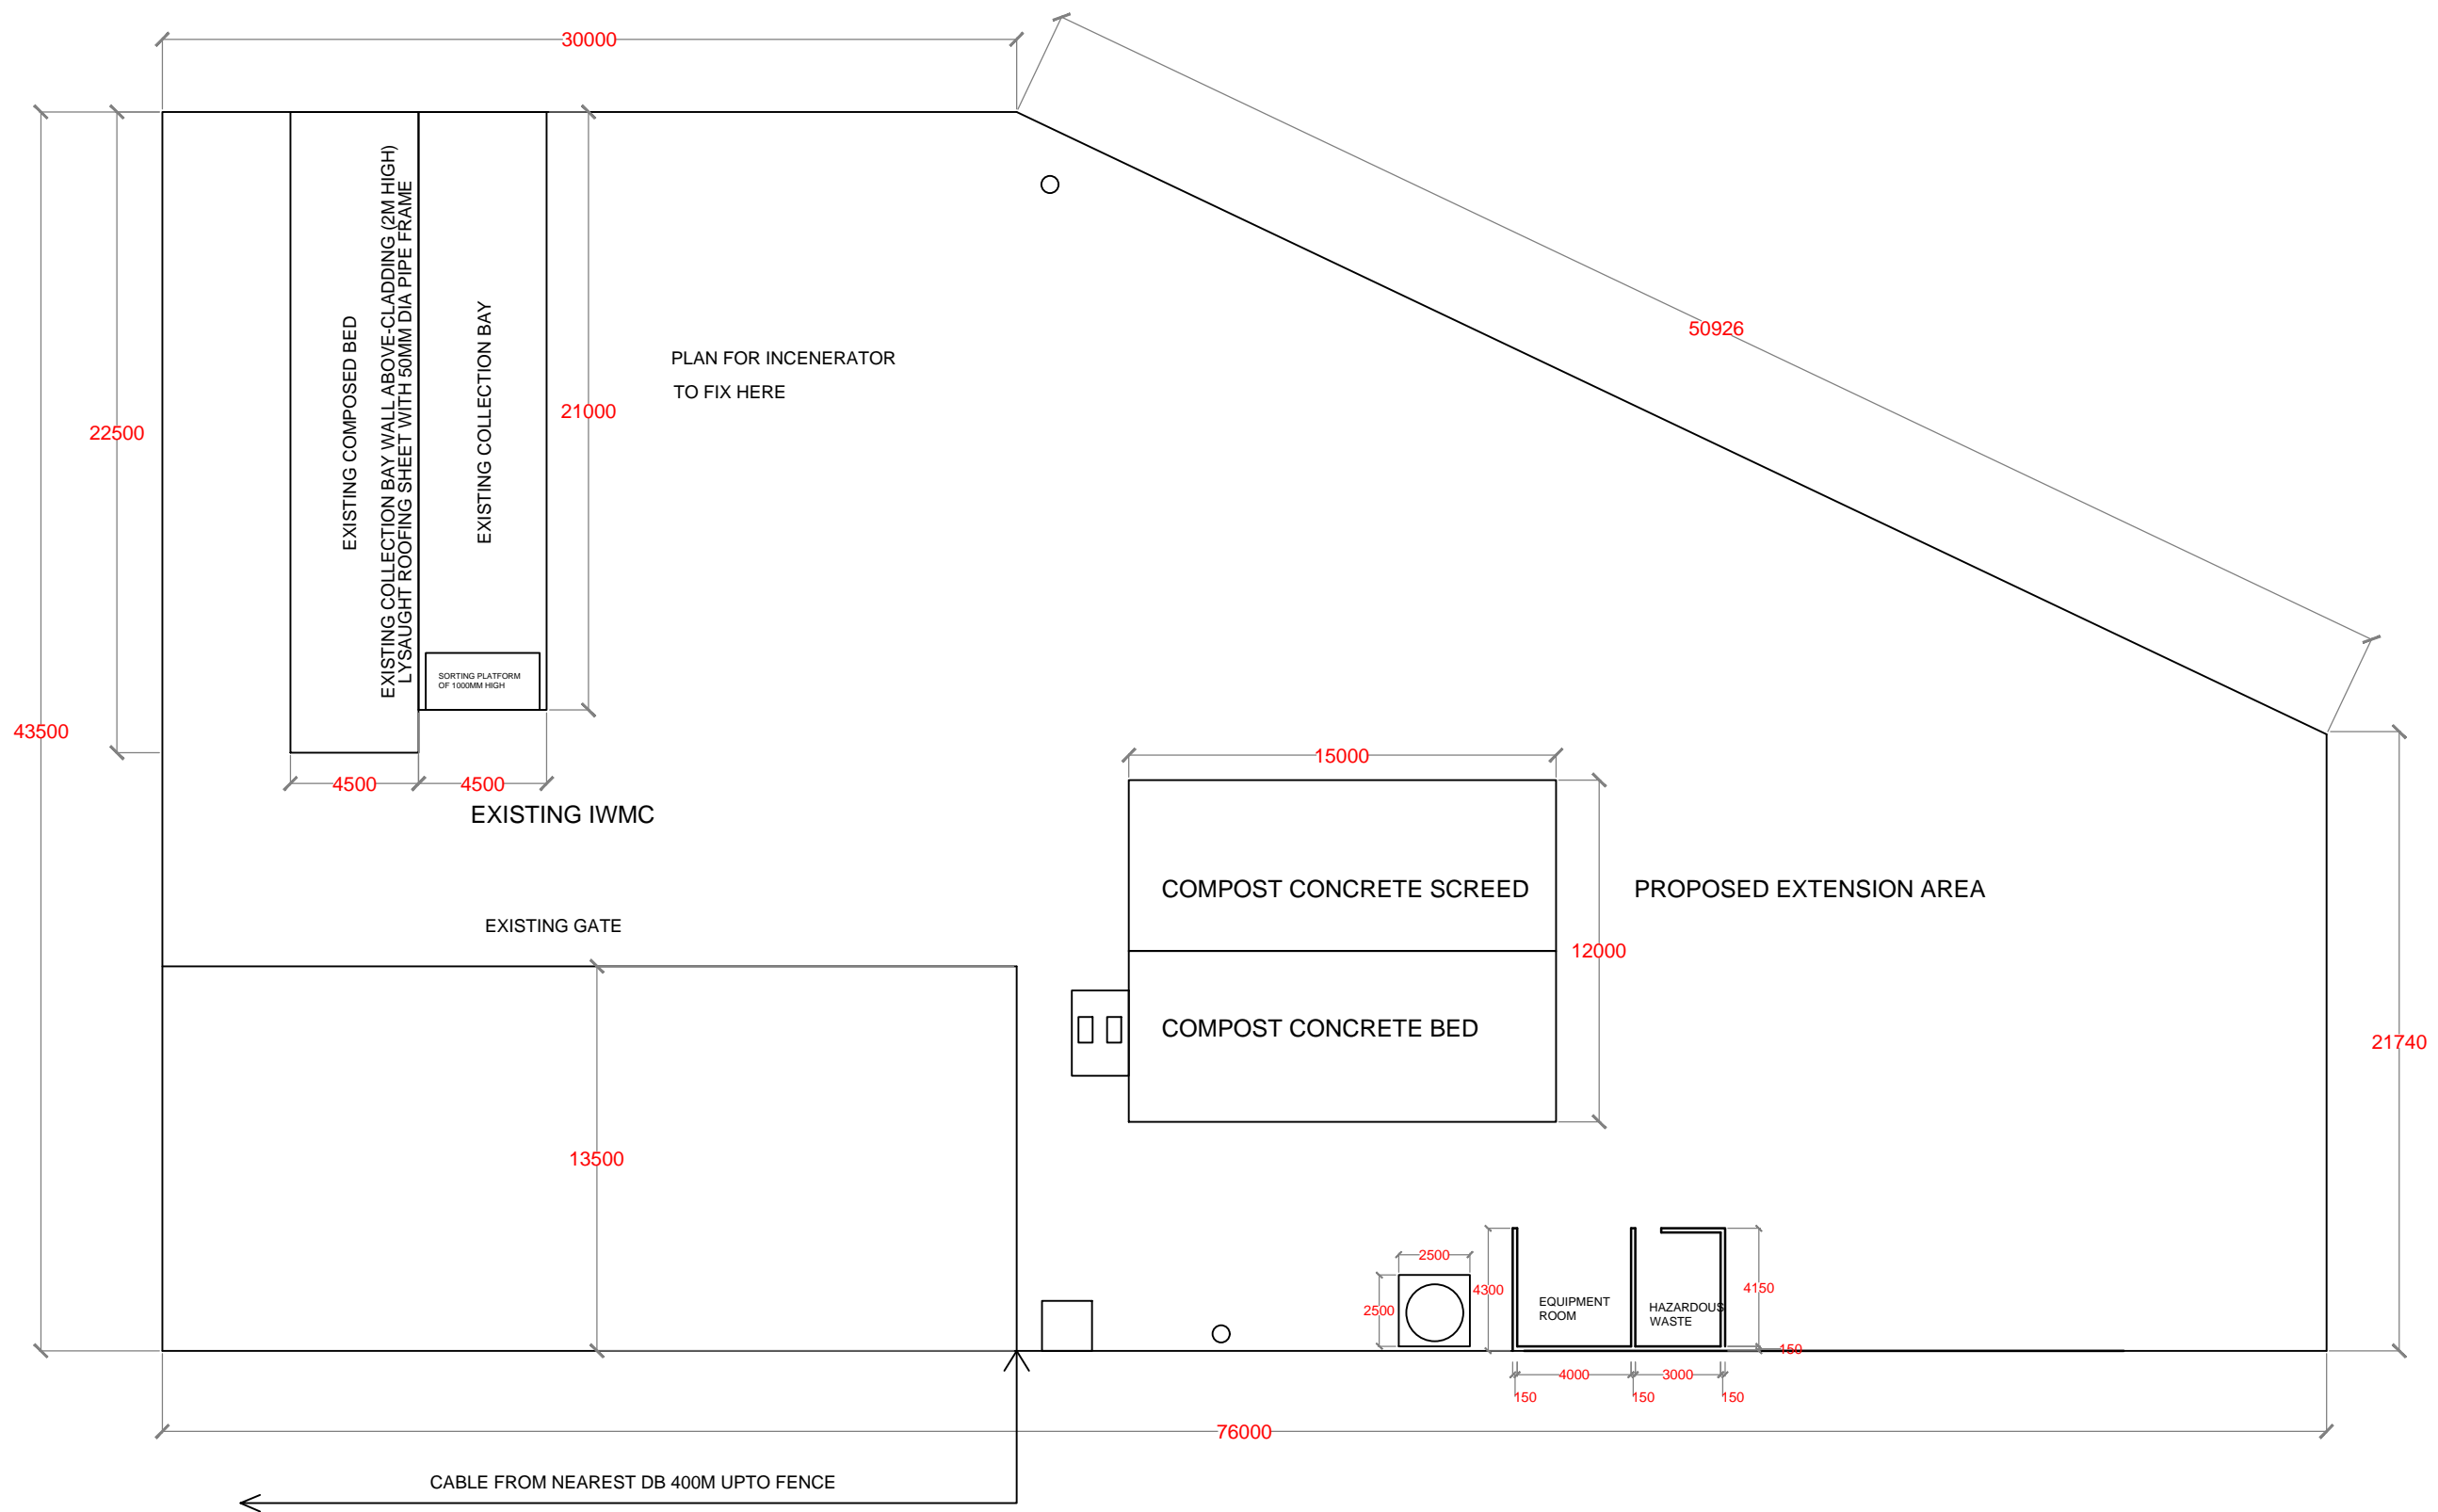 30000
50926
EXISTING COMPOSED BED
EXISTING COLLECTION BAY WALL ABOVE-CLADDING (2M HIGH)
LYSAUGHT ROOFING SHEET WITH 50MM DIA PIPE FRAME
EXISTING COLLECTION BAY
PLAN FOR INCENERATOR
TO FIX HERE
21000
22500
SORTING PLATFORM
OF 1000MM HIGH
43500
4500
4500
15000
EXISTING IWMC
COMPOST CONCRETE SCREED
PROPOSED EXTENSION AREA
EXISTING GATE
12000
COMPOST CONCRETE BED
21740
13500
2500
2500
4300
EQUIPMENT
ROOM
HAZARDOUS
WASTE
4150
150
4000
3000
150
150
150
76000
CABLE FROM NEAREST DB 400M UPTO FENCE